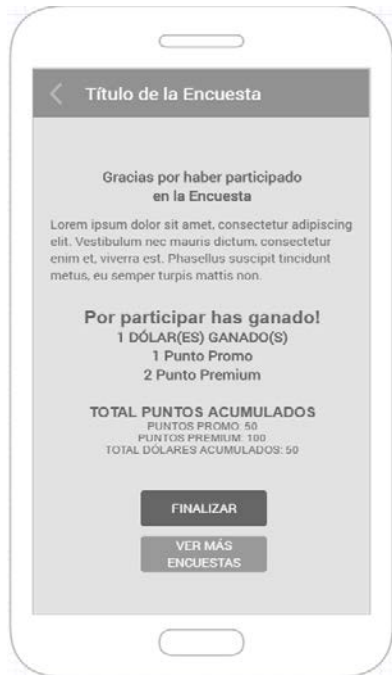 Título de la Encuesta
Gracias por haber participado
en la Encuesta
Lorem ipsum dolor sit amet, consectetur adipiscing
elit. Vestibulum nec mauris dictum, consectetur
enim et, viverra est. Phasellus suscipit tincidunt
metus, eu semper turpis mattis non.
Por participar has ganado!
1 DÓLAR(ES) GANADO(S)
1 Punto Promo
2 Punto Premium
TOTAL PUNTOS ACUMULADOS
PUNTOS PROMO: 50
PUNTOS PREMIUM: 100
TOTAL DÓLARES ACUMULADOS: 50
FINALIZAR
VER MÁS
ENCUESTAS